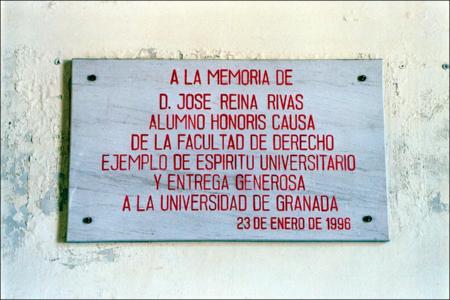 A LA MEMORIA DE
D. JOSE REINA RIVAS
ALUMNO HONORIS CAUSA
DE LA FACULTAD DE DERECHO
EJEMPLO DE ESPIRITU UNIVERSITARIO
Y ENTREGA GENEROSA
A LA UNIVERSIDAD DE GRANADA
23 DE ENERO DE 1996